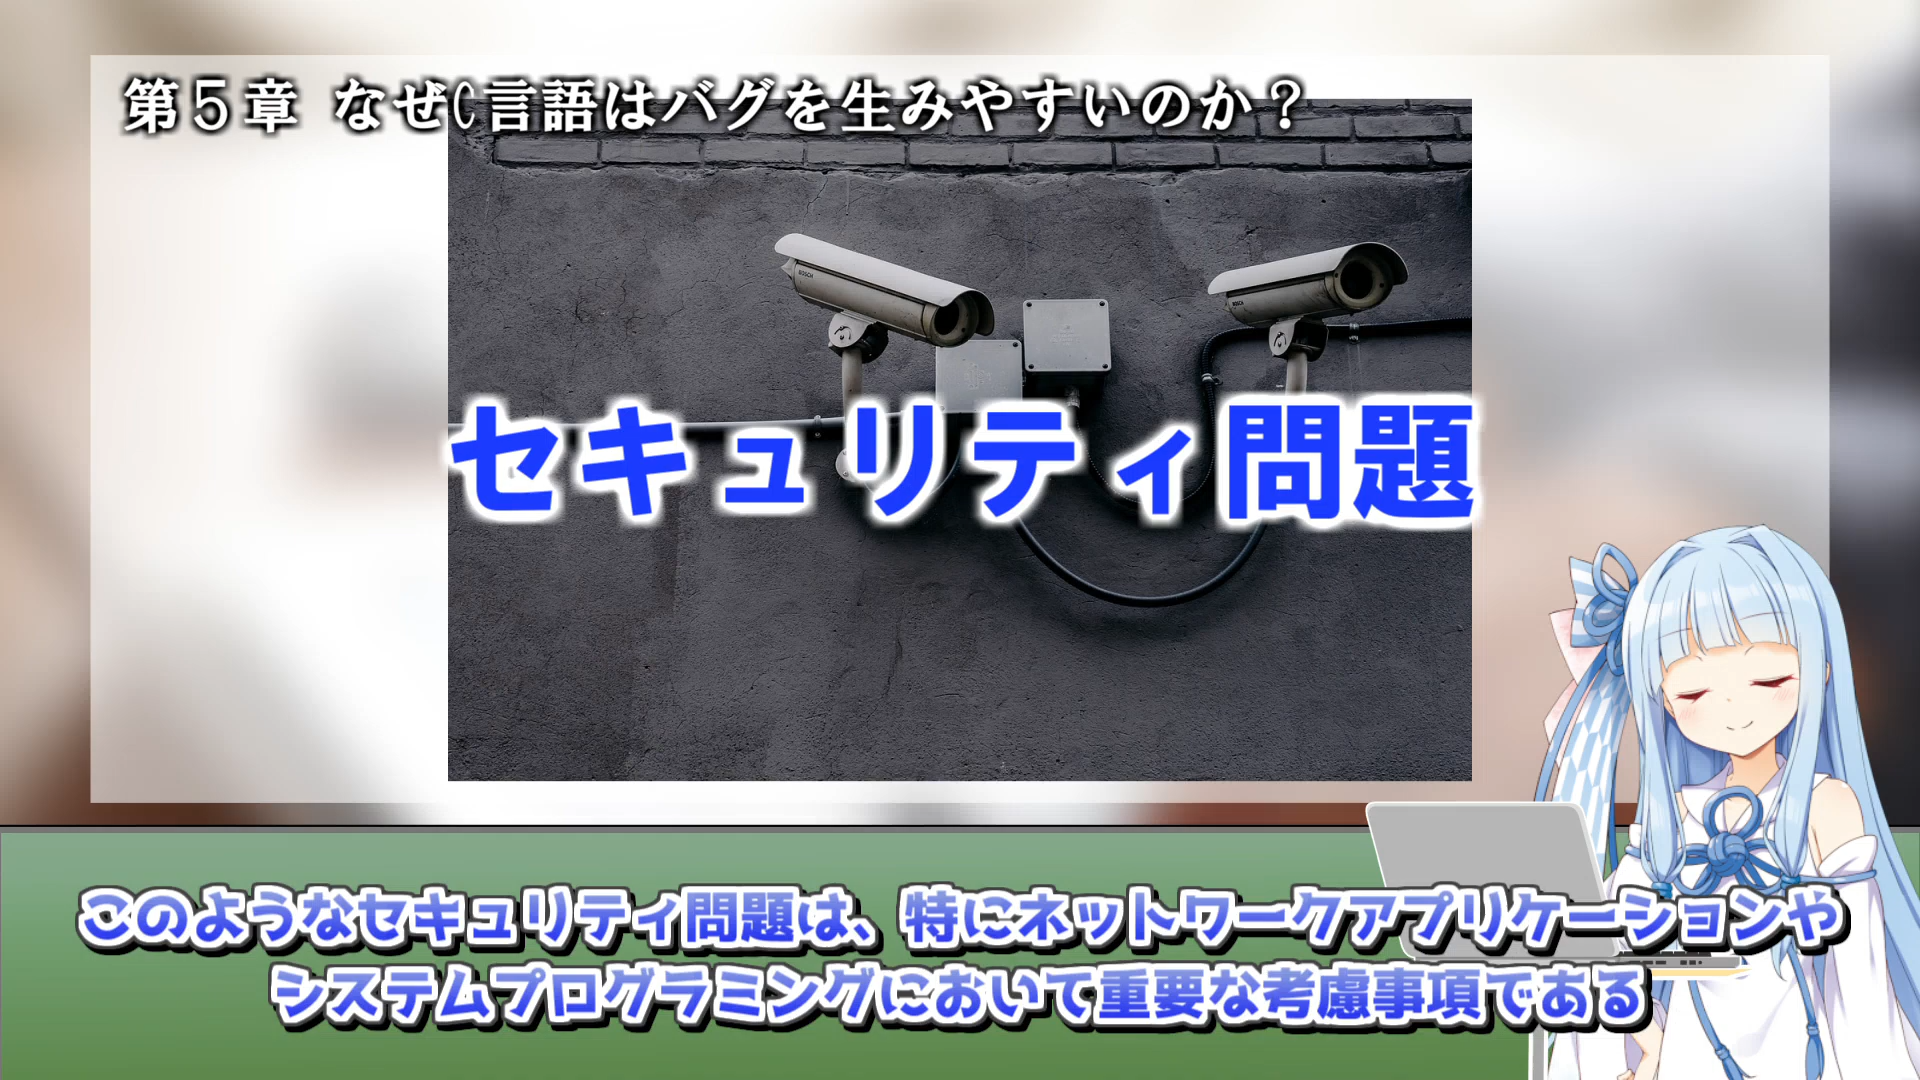 第５章 なぜC言語はバグを生みやすいのか？
BOSCH
BOSCH
セキュリティ問題
このようなセキュリティ問題は、特にネットワークアプリケーションや
システムプログラミングにおいて重要な考慮事項である